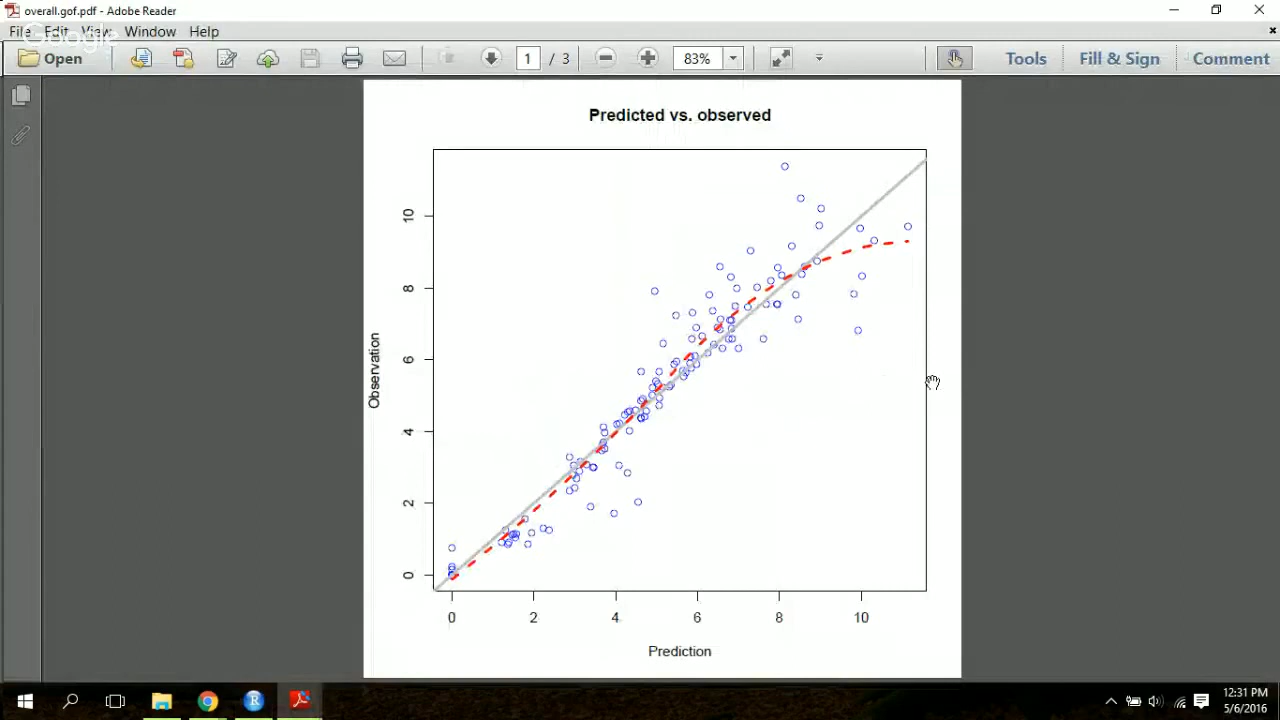 overall.gof.pdf - Adobe Reader
File Edit View Window Help
Google
Open 1 / 3 83% Tools Fill & Sign Comment
Predicted vs. observed
Observation
10
8
6
4
2
0
0 2 4 6 8 10
Prediction
12:31 PM
5/6/2016